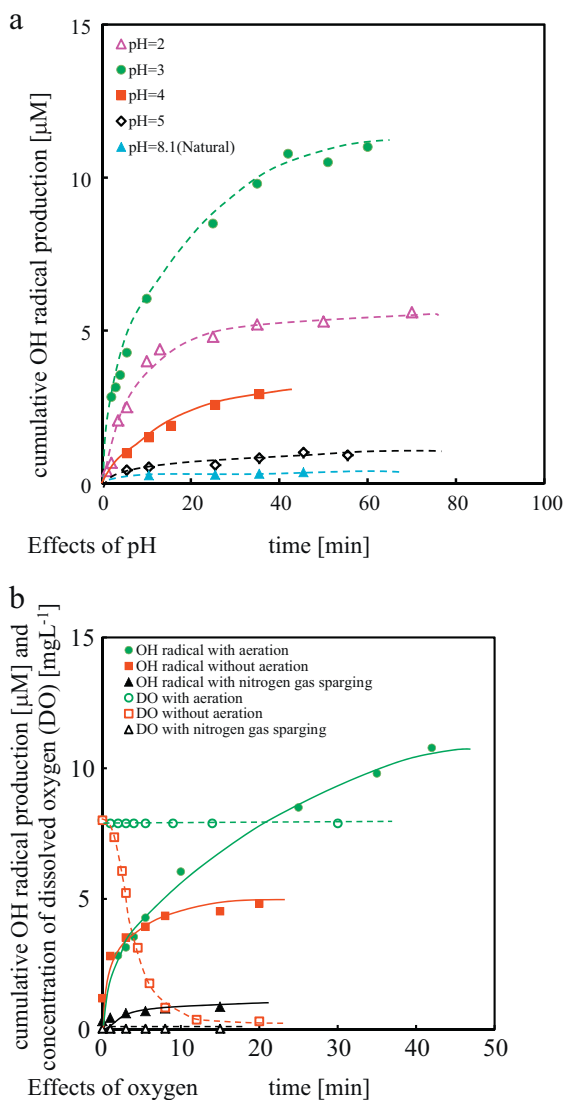 a
cumulative OH radical production [μM]
15
10
5
0
pH=2
pH=3
pH=4
pH=5
pH=8.1(Natural)
0 20 40 60 80 100
Effects of pH time [min]
b
cumulative OH radical production [μM] and
concentration of dissolved oxygen (DO) [mgL-1]
15
10
5
0
OH radical with aeration
OH radical without aeration
OH radical with nitrogen gas sparging
DO with aeration
DO without aeration
DO with nitrogen gas sparging
0 10 20 30 40 50
Effects of oxygen time [min]